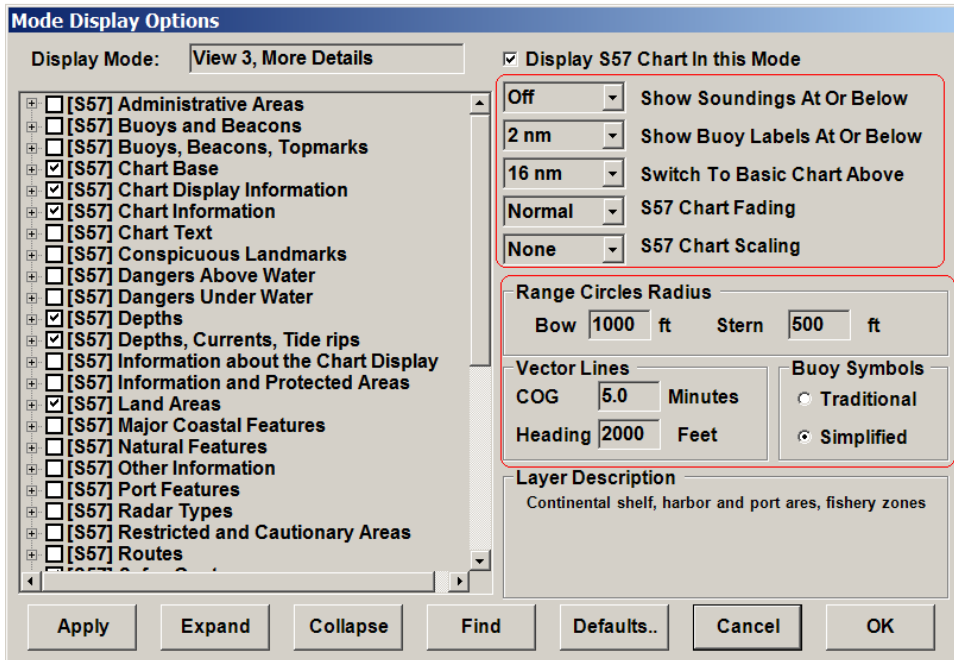 Mode Display Options
Display Mode: View 3, More Details
Display S57 Chart In this Mode
[S57] Administrative Areas
[S57] Buoys and Beacons
[S57] Buoys, Beacons, Topmarks
[S57] Chart Base
[S57] Chart Display Information
[S57] Chart Information
[S57] Chart Text
[S57] Conspicuous Landmarks
[S57] Dangers Above Water
[S57] Dangers Under Water
[S57] Depths
[S57] Depths, Currents, Tide rips
[S57] Information about the Chart Display
[S57] Information and Protected Areas
[S57] Land Areas
[S57] Major Coastal Features
[S57] Natural Features
[S57] Other Information
[S57] Port Features
[S57] Radar Types
[S57] Restricted and Cautionary Areas
[S57] Routes
Off Show Soundings At Or Below
2 nm Show Buoy Labels At Or Below
16 nm Switch To Basic Chart Above
Normal S57 Chart Fading
None S57 Chart Scaling
Range Circles Radius
Bow 1000 ft Stern 500 ft
Vector Lines
COG 5.0 Minutes
Heading 2000 Feet
Buoy Symbols
Traditional
Simplified
Layer Description
Continental shelf, harbor and port ares, fishery zones
Apply Expand Collapse Find Defaults.. Cancel OK